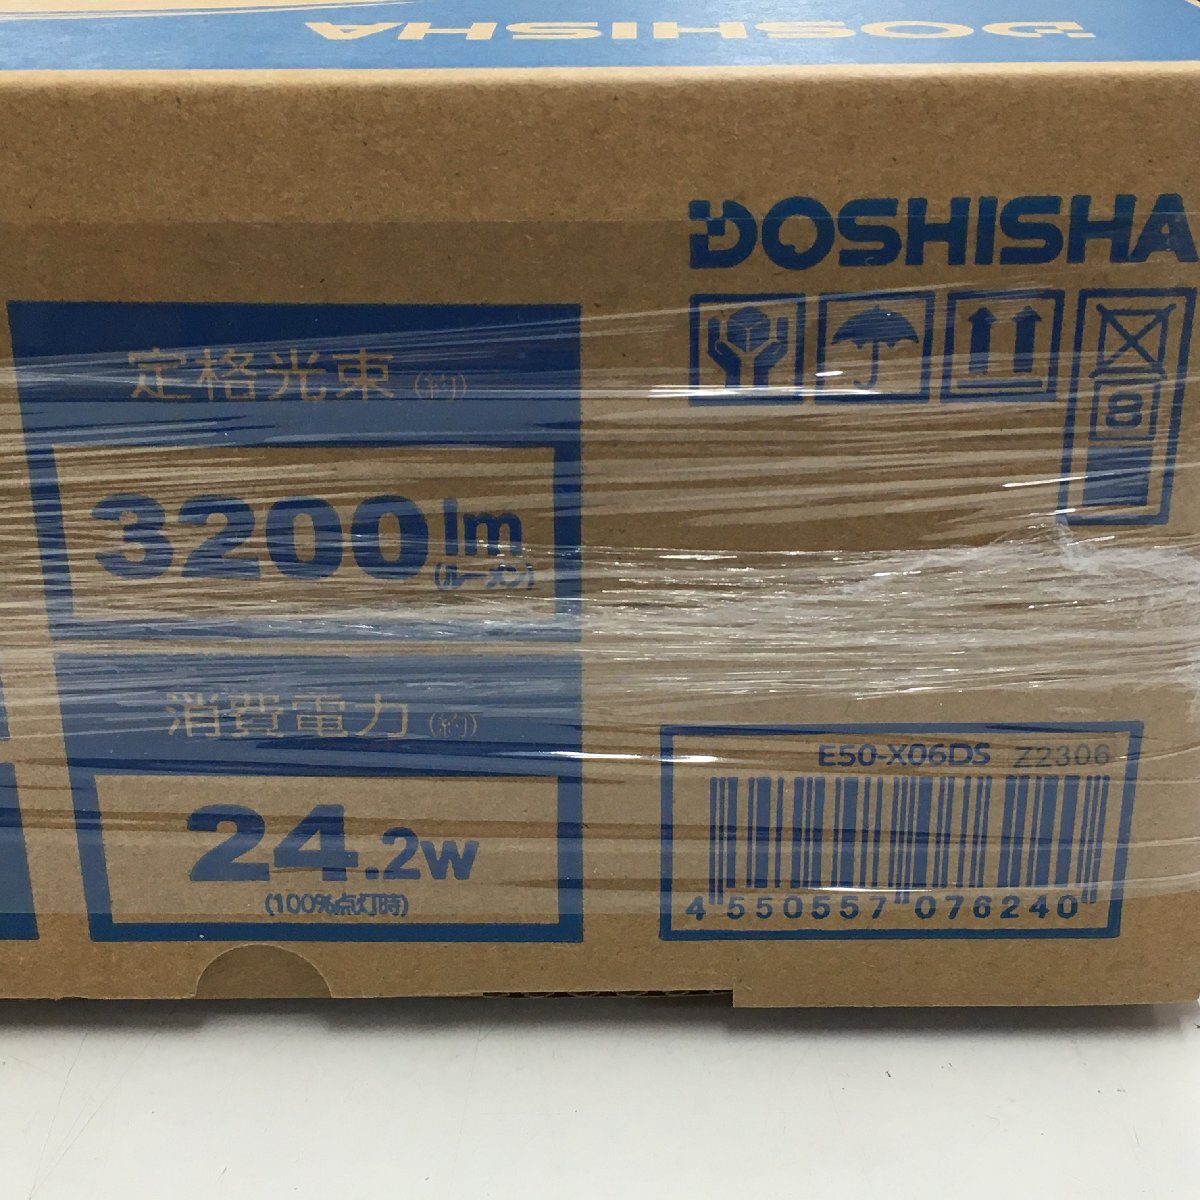 DOSHISHA
DOSHISHA
定格光束(約)
3200lm
(ルーメン)
8
消費電力(約)
24.2w
(100%点灯時)
E50-X06DS Z2306
4 550557 076240